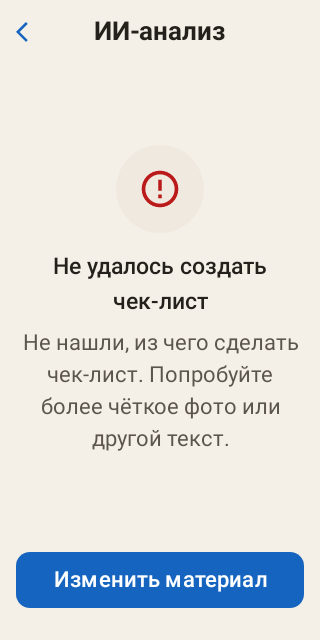 ИИ-анализ
Не удалось создать
чек-лист
Не нашли, из чего сделать
чек-лист. Попробуйте
более чёткое фото или
другой текст.
Изменить материал